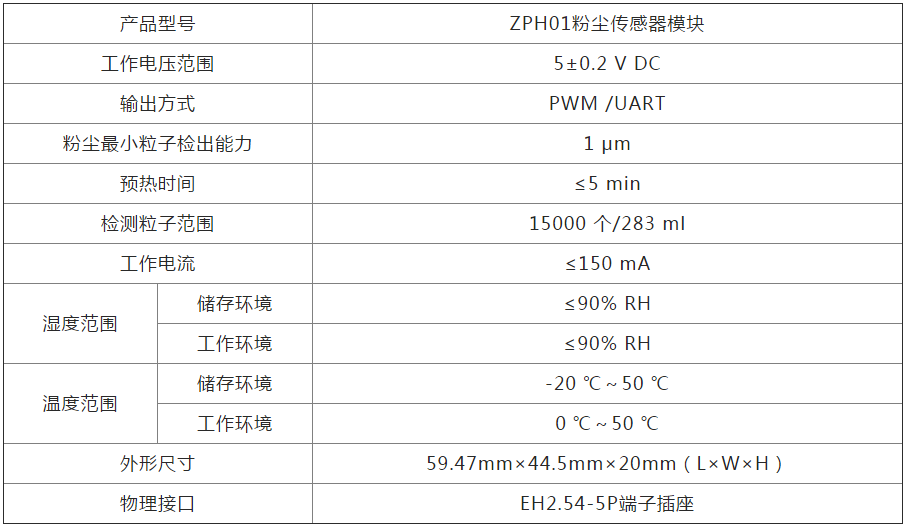 产品型号 ZPH01粉尘传感器模块
工作电压范围 5±0.2 V DC
输出方式 PWM /UART
粉尘最小粒子检出能力 1 μm
预热时间 ≤5 min
检测粒子范围 15000 个/283 ml
工作电流 ≤150 mA
湿度范围 储存环境 ≤90% RH
工作环境 ≤90% RH
温度范围 储存环境 -20 ℃～50 ℃
工作环境 0 ℃～50 ℃
外形尺寸 59.47mm×44.5mm×20mm（L×W×H）
物理接口 EH2.54-5P端子插座